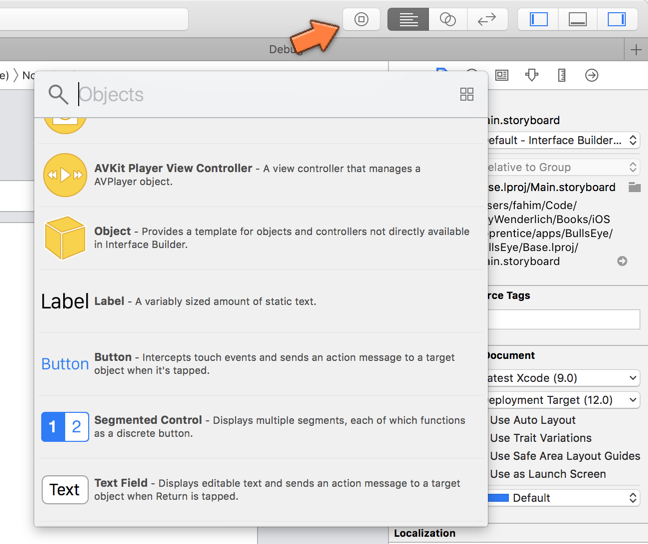 Debug
e) 〉No
Objects
AVKit Player View Controller - A view controller that manages a
AVPlayer object.
Object - Provides a template for objects and controllers not directly available
in Interface Builder.
Label
Label - A variably sized amount of static text.
Button
Button - Intercepts touch events and sends an action message to a target
object when it's tapped.
1 2
Segmented Control - Displays multiple segments, each of which functions
as a discrete button.
Text
Text Field - Displays editable text and sends an action message to a target
object when Return is tapped.
ain.storyboard
efault - Interface Builder...
elative to Group
se.lproj/Main.storyboard
sers/fahim/Code/
yWenderlich/Books/iOS
pprentice/apps/BullsEye/
ullsEye/Base.lproj/
ain.storyboard
rce Tags
Document
atest Xcode (9.0)
eployment Target (12.0)
Use Auto Layout
Use Trait Variations
Use Safe Area Layout Guides
Use as Launch Screen
Default
Localization